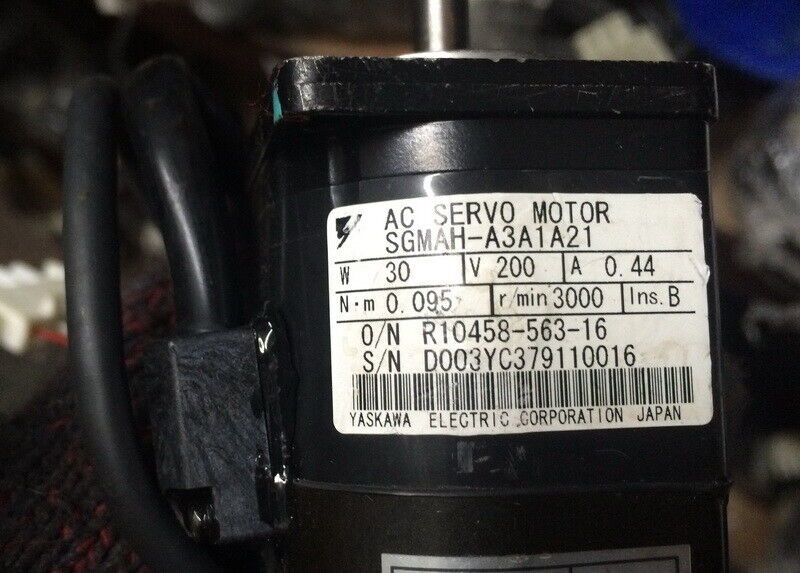 AC SERVO MOTOR
SGMAH-A3A1A21
W 30 V 200 A 0.44
N·m 0.095 r/min 3000 Ins. B
O/N R10458-563-16
S/N D003YC379110016
YASKAWA ELECTRIC CORPORATION JAPAN